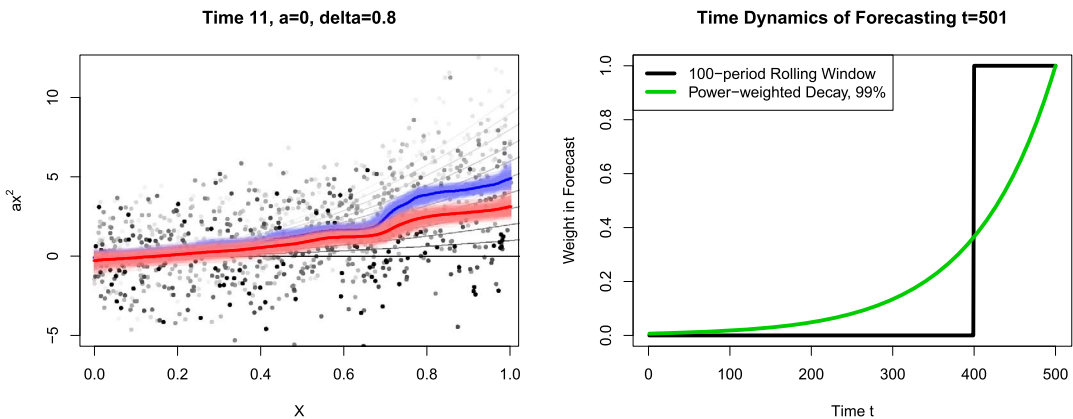 Time 11, a=0, delta=0.8
ax²
10
5
0
−5
0.0 0.2 0.4 0.6 0.8 1.0
X
Time Dynamics of Forecasting t=501
100−period Rolling Window
Power−weighted Decay, 99%
Weight in Forecast
1.0
0.8
0.6
0.4
0.2
0.0
0 100 200 300 400 500
Time t